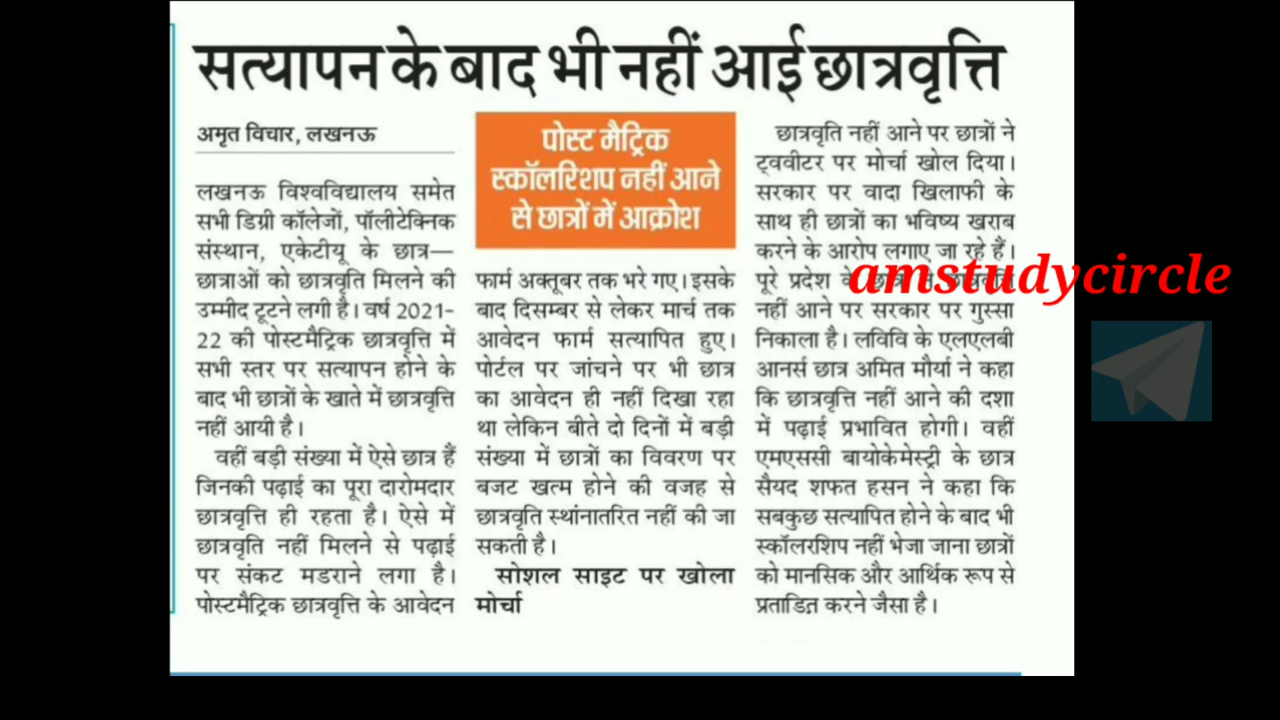 सत्यापन के बाद भी नहीं आई छात्रवृत्ति
अमृत विचार, लखनऊ
लखनऊ विश्वविद्यालय समेत
सभी डिग्री कॉलेजों, पॉलीटेक्निक
संस्थान, एकेटीयू के छात्र—
छात्राओं को छात्रवृति मिलने की
उम्मीद टूटने लगी है। वर्ष 2021-
22 की पोस्टमैट्रिक छात्रवृत्ति में
सभी स्तर पर सत्यापन होने के
बाद भी छात्रों के खाते में छात्रवृत्ति
नहीं आयी है।
वहीं बड़ी संख्या में ऐसे छात्र हैं
जिनकी पढ़ाई का पूरा दारोमदार
छात्रवृत्ति ही रहता है। ऐसे में
छात्रवृति नहीं मिलने से पढ़ाई
पर संकट मडराने लगा है।
पोस्टमैट्रिक छात्रवृत्ति के आवेदन
पोस्ट मैट्रिक
स्कॉलरशिप नहीं आने
से छात्रों में आक्रोश
फार्म अक्तूबर तक भरे गए। इसके
बाद दिसम्बर से लेकर मार्च तक
आवेदन फार्म सत्यापित हुए।
पोर्टल पर जांचने पर भी छात्र
का आवेदन ही नहीं दिखा रहा
था लेकिन बीते दो दिनों में बड़ी
संख्या में छात्रों का विवरण पर
बजट खत्म होने की वजह से
छात्रवृति स्थांनातरित नहीं की जा
सकती है।
सोशल साइट पर खोला
मोर्चा
छात्रवृति नहीं आने पर छात्रों ने
ट्ववीटर पर मोर्चा खोल दिया।
सरकार पर वादा खिलाफी के
साथ ही छात्रों का भविष्य खराब
करने के आरोप लगाए जा रहे हैं।
पूरे प्रदेश के
नहीं आने पर सरकार पर गुस्सा
निकाला है। लविवि के एलएलबी
आनर्स छात्र अमित मौर्या ने कहा
कि छात्रवृत्ति नहीं आने की दशा
में पढ़ाई प्रभावित होगी। वहीं
एमएससी बायोकेमेस्ट्री के छात्र
सैयद शफत हसन ने कहा कि
सबकुछ सत्यापित होने के बाद भी
स्कॉलरशिप नहीं भेजा जाना छात्रों
को मानसिक और आर्थिक रूप से
प्रताडित़ करने जैसा है।
amstudycircle